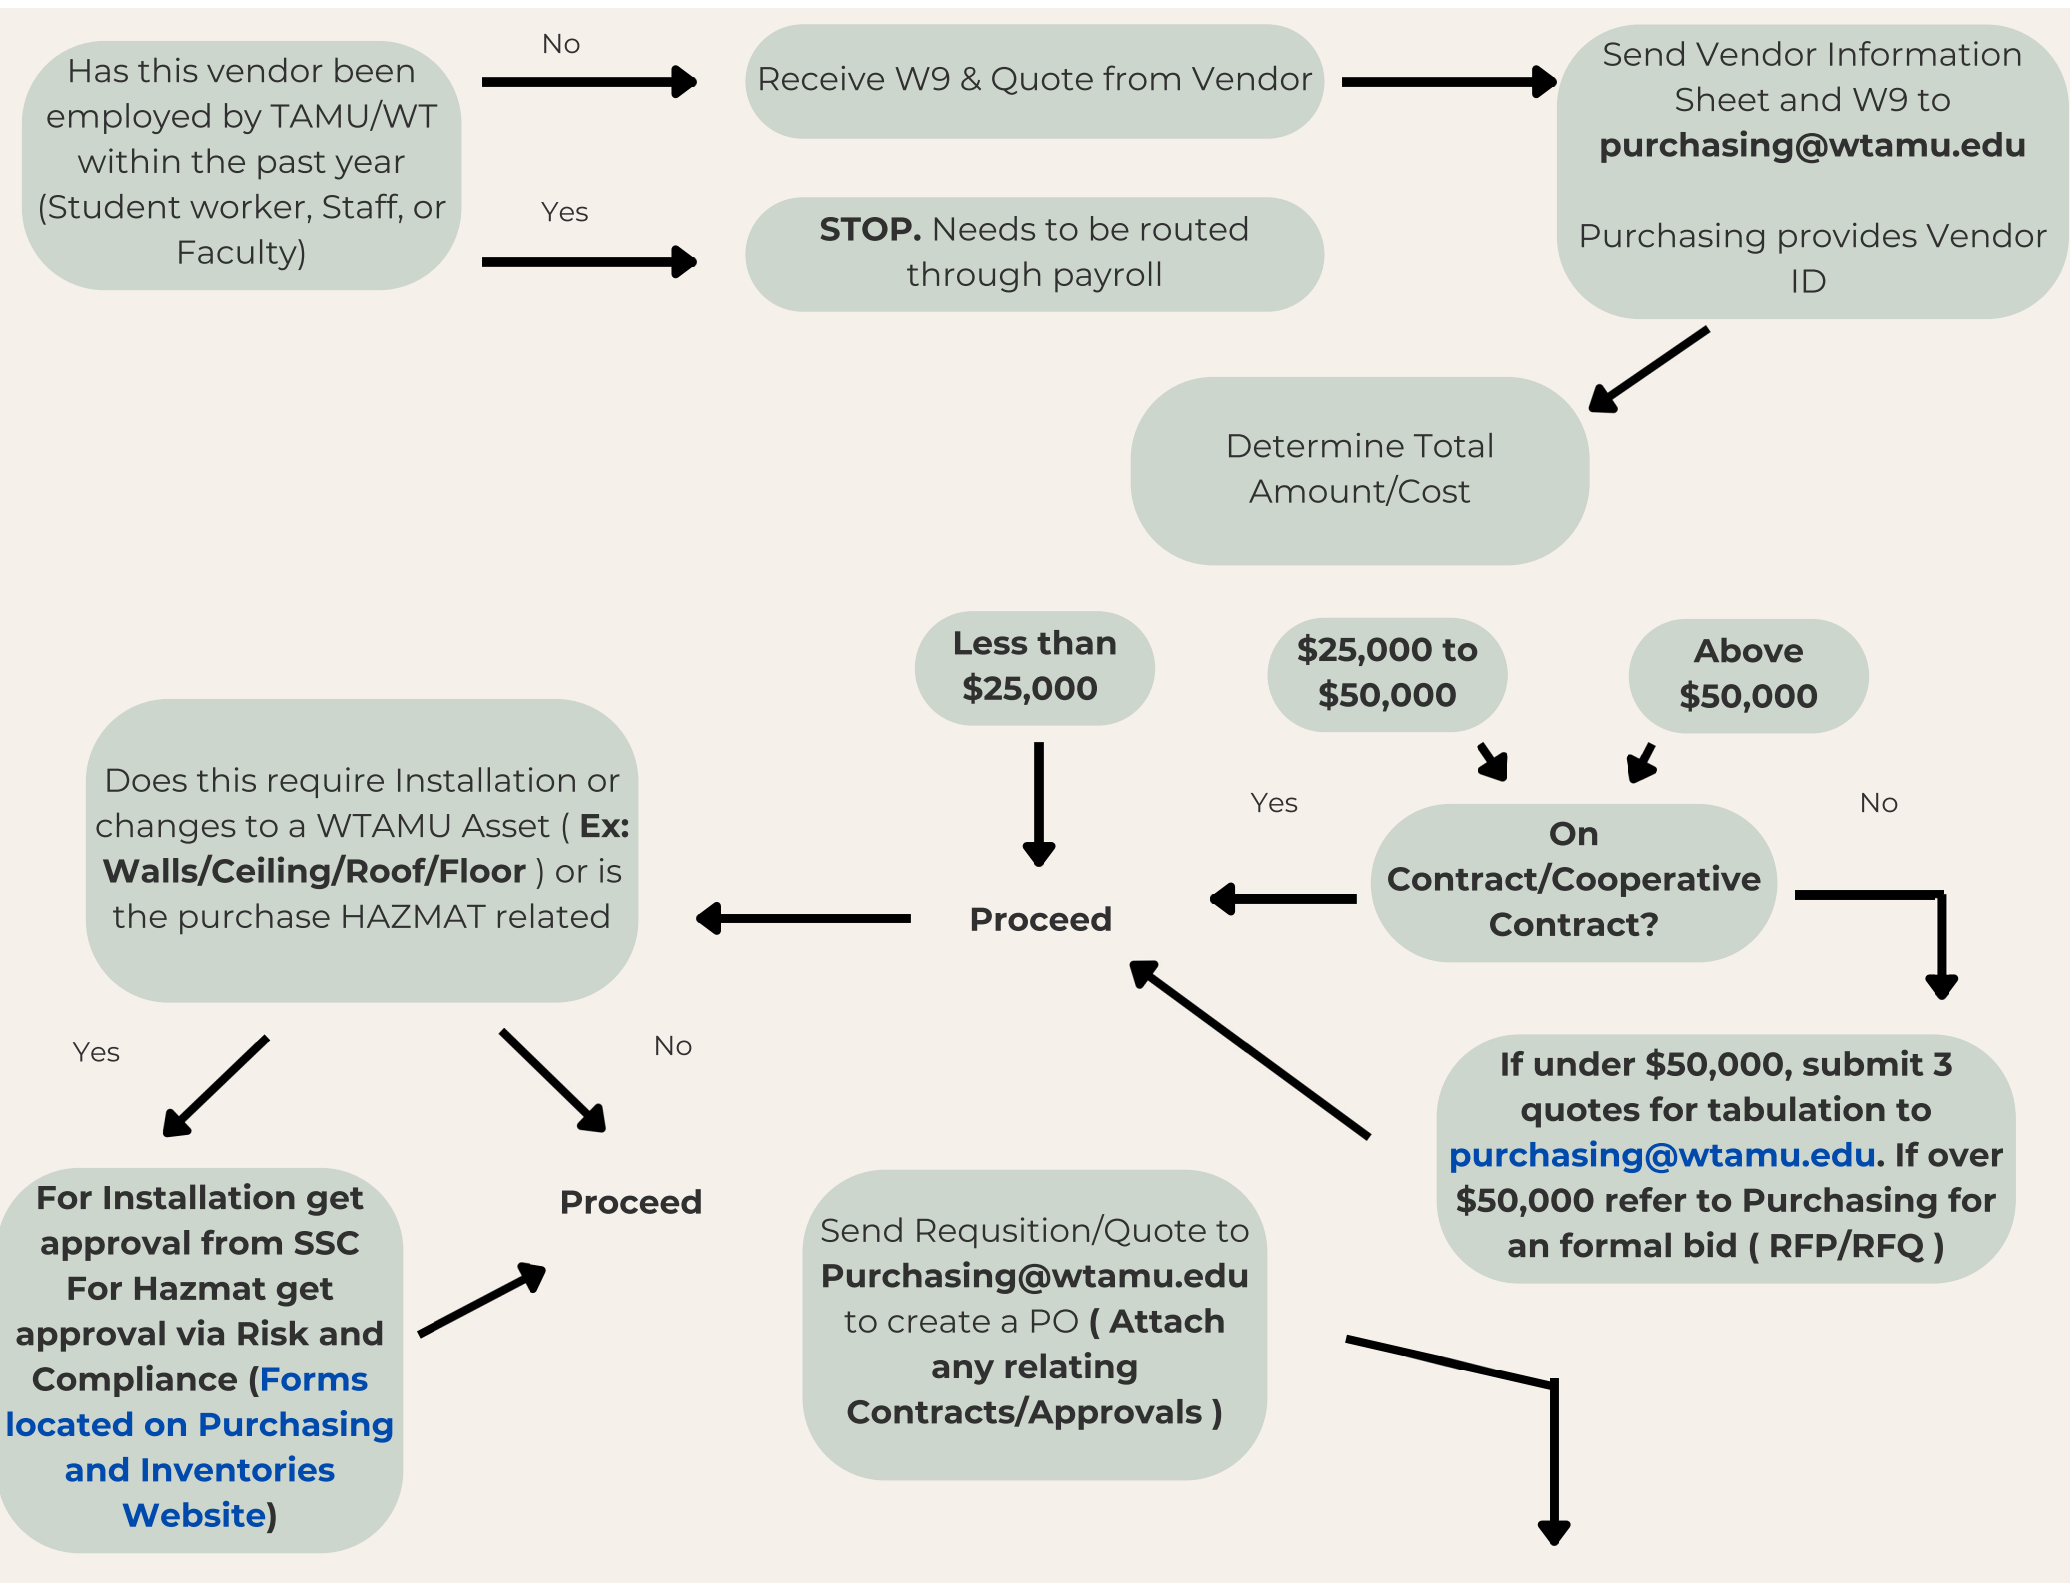 Has this vendor been
employed by TAMU/WT
within the past year
(Student worker, Staff, or
Faculty)
No
Receive W9 & Quote from Vendor
Yes
STOP. Needs to be routed
through payroll
Send Vendor Information
Sheet and W9 to
purchasing@wtamu.edu
Purchasing provides Vendor
ID
Determine Total
Amount/Cost
Less than
$25,000
$25,000 to
$50,000
Above
$50,000
On
Contract/Cooperative
Contract?
Yes
No
Proceed
If under $50,000, submit 3
quotes for tabulation to
purchasing@wtamu.edu. If over
$50,000 refer to Purchasing for
an formal bid ( RFP/RFQ )
Does this require Installation or
changes to a WTAMU Asset ( Ex:
Walls/Ceiling/Roof/Floor ) or is
the purchase HAZMAT related
Yes
No
For Installation get
approval from SSC
For Hazmat get
approval via Risk and
Compliance (Forms
located on Purchasing
and Inventories
Website)
Proceed
Send Requsition/Quote to
Purchasing@wtamu.edu
to create a PO ( Attach
any relating
Contracts/Approvals )